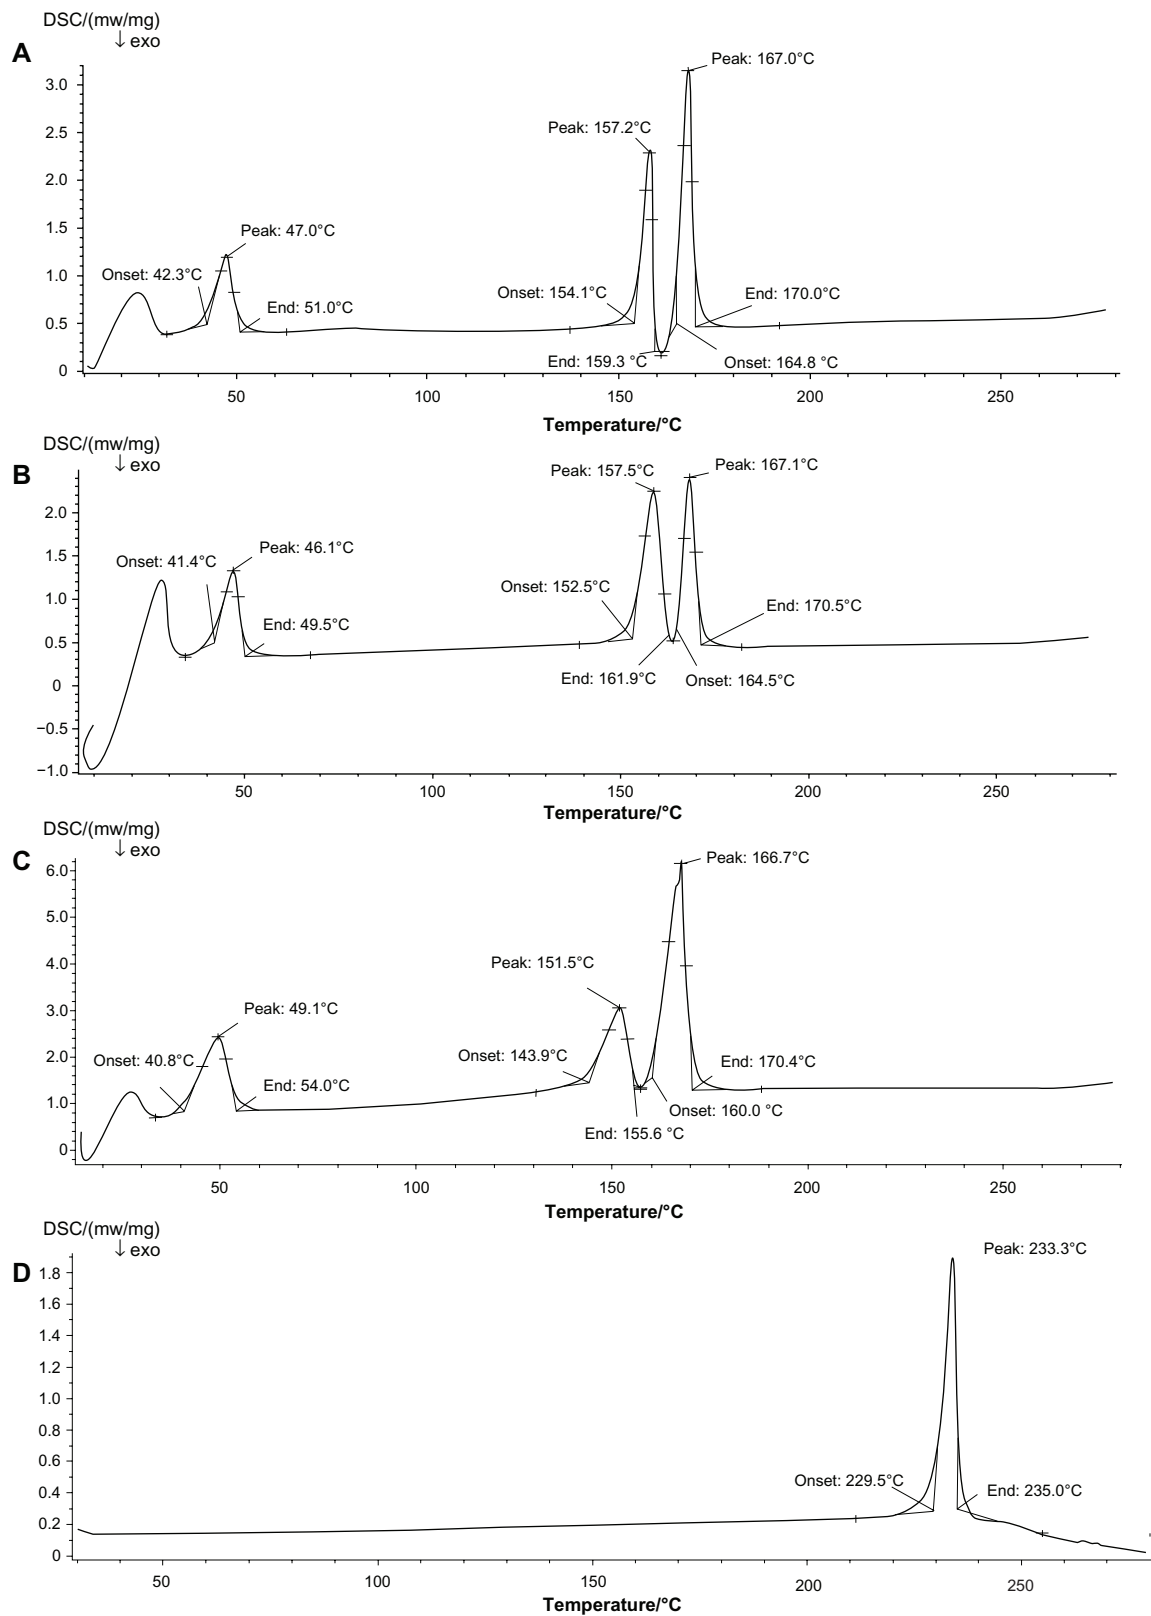 DSC/(mw/mg)
↓ exo
A
Peak: 167.0°C
3.0
Peak: 157.2°C
2.5
2.0
1.5
Peak: 47.0°C
Onset: 42.3°C
1.0
Onset: 154.1°C
End: 170.0°C
End: 51.0°C
0.5
End: 159.3 °C
Onset: 164.8 °C
0
50 100 150 200 250
Temperature/°C
DSC/(mw/mg)
↓ exo
B
Peak: 157.5°C
Peak: 167.1°C
2.0
Peak: 46.1°C
Onset: 41.4°C
1.5
Onset: 152.5°C
1.0
End: 170.5°C
End: 49.5°C
0.5
End: 161.9°C
Onset: 164.5°C
0
−0.5
−1.0
50 100 150 200 250
Temperature/°C
DSC/(mw/mg)
↓ exo
C
Peak: 166.7°C
6.0
5.0
Peak: 151.5°C
4.0
Peak: 49.1°C
3.0
2.0
Onset: 40.8°C
Onset: 143.9°C
End: 170.4°C
End: 54.0°C
1.0
Onset: 160.0 °C
End: 155.6 °C
0
50 100 150 200 250
Temperature/°C
DSC/(mw/mg)
↓ exo
D
Peak: 233.3°C
1.8
1.6
1.4
1.2
1.0
0.8
0.6
Onset: 229.5°C
End: 235.0°C
0.4
0.2
0
50 100 150 200 250
Temperature/°C